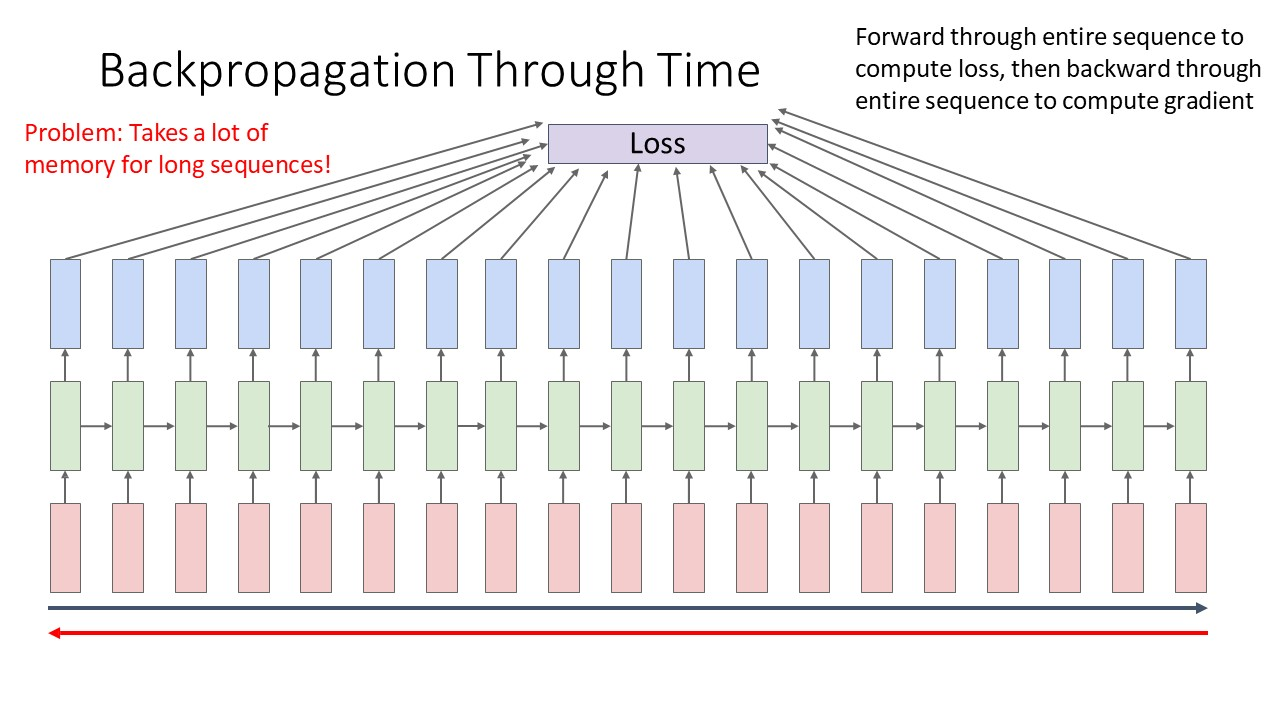 Backpropagation Through Time
Forward through entire sequence to
compute loss, then backward through
entire sequence to compute gradient
Problem: Takes a lot of
memory for long sequences!
Loss